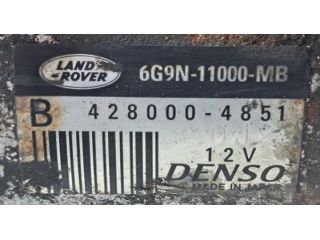 LAND
ROVER
6G9N-11000-MB
B 428000-4851
12V
DENSO
MADE IN JAPAN